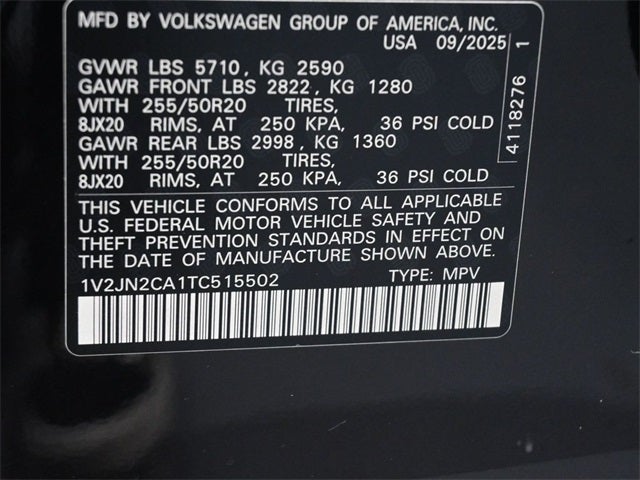 MFD BY VOLKSWAGEN GROUP OF AMERICA, INC.
USA 09/2025
GVWR LBS 5710, KG 2590
GAWR FRONT LBS 2822, KG 1280
WITH 255/50R20 TIRES,
8JX20 RIMS, AT 250 KPA, 36 PSI COLD
GAWR REAR LBS 2998, KG 1360
WITH 255/50R20 TIRES,
8JX20 RIMS, AT 250 KPA, 36 PSI COLD
THIS VEHICLE CONFORMS TO ALL APPLICABLE
U.S. FEDERAL MOTOR VEHICLE SAFETY AND
THEFT PREVENTION STANDARDS IN EFFECT ON
THE DATE OF MANUFACTURE SHOWN ABOVE.
1V2JN2CA1TC515502 TYPE: MPV
4118276 1